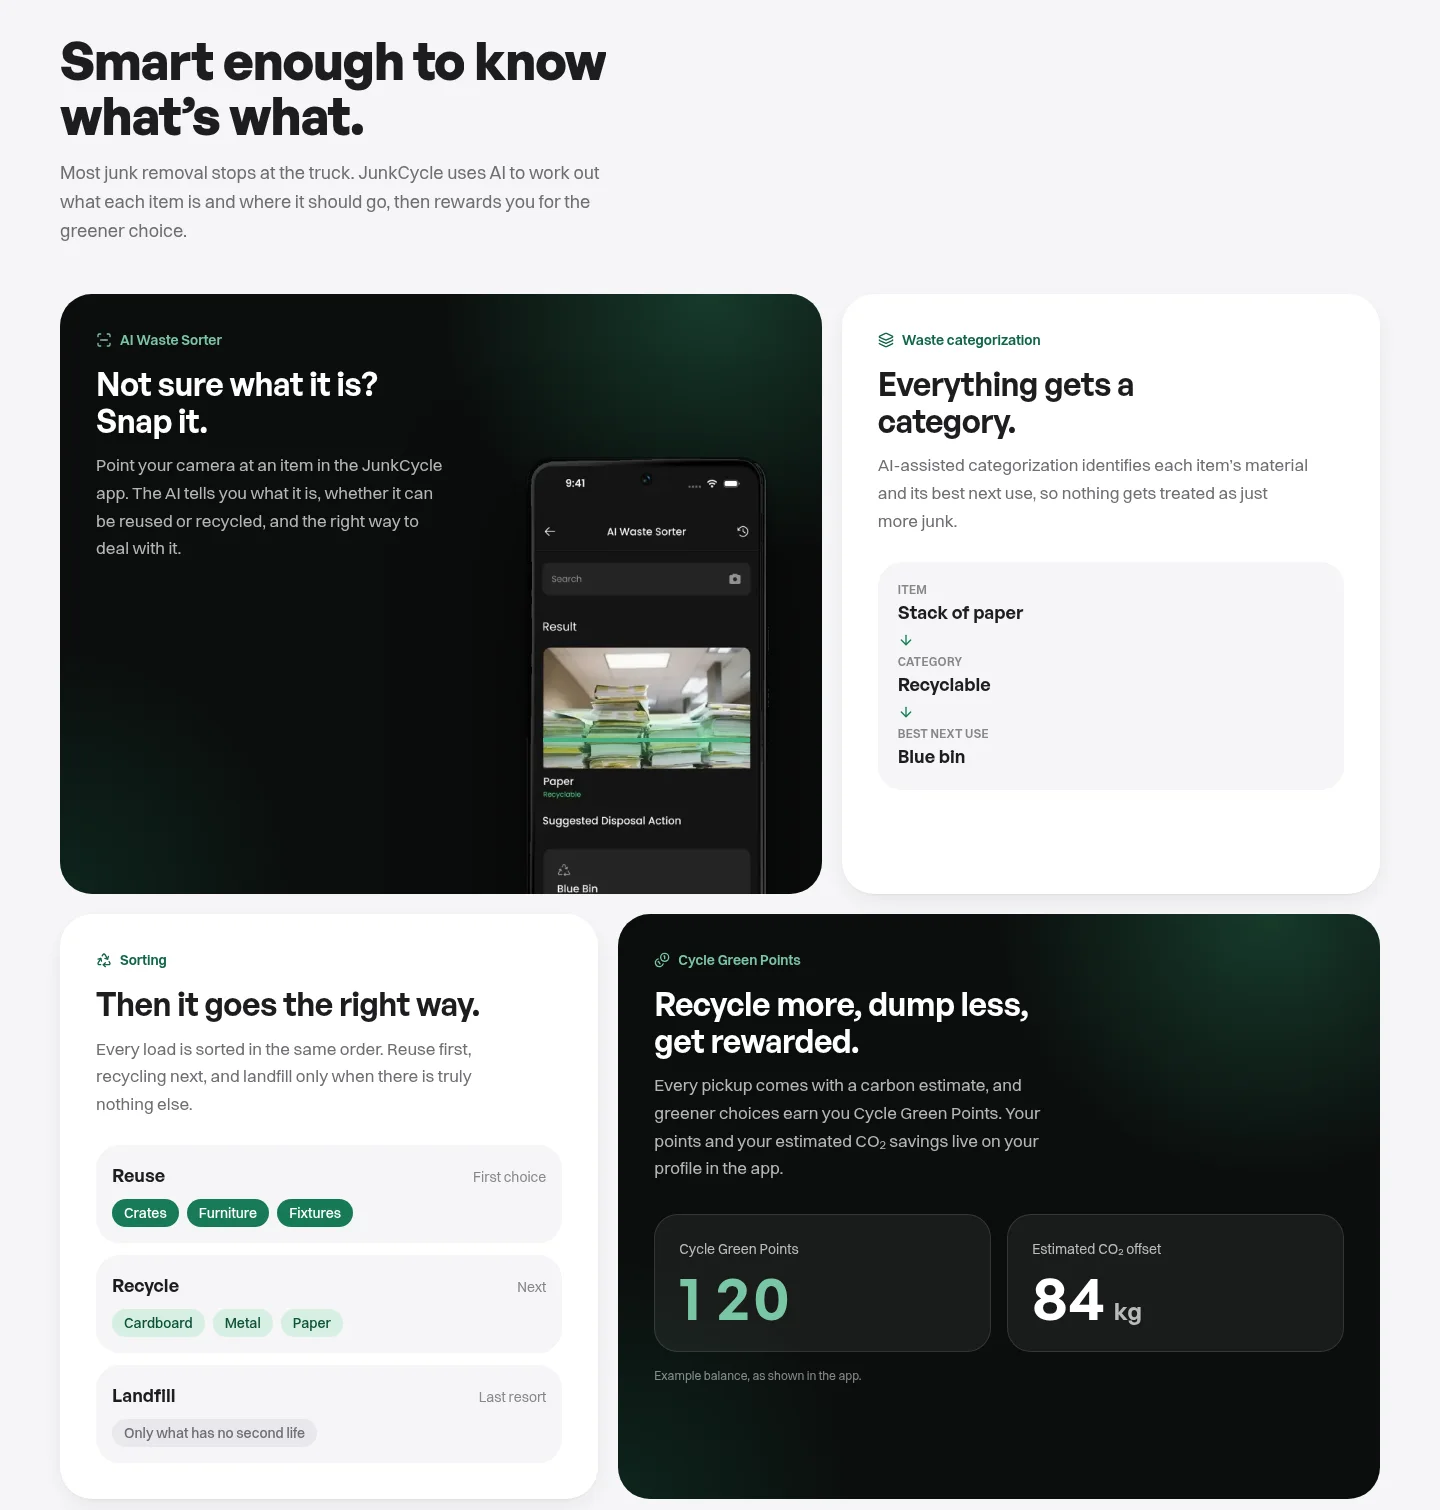 Smart enough to know
what’s what.
Most junk removal stops at the truck. JunkCycle uses AI to work out
what each item is and where it should go, then rewards you for the
greener choice.
AI Waste Sorter
Not sure what it is?
Snap it.
Point your camera at an item in the JunkCycle
app. The AI tells you what it is, whether it can
be reused or recycled, and the right way to
deal with it.
9:41
AI Waste Sorter
Search
Result
Paper
Recyclable
Suggested Disposal Action
Blue Bin
Waste categorization
Everything gets a
category.
AI-assisted categorization identifies each item’s material
and its best next use, so nothing gets treated as just
more junk.
ITEM
Stack of paper
CATEGORY
Recyclable
BEST NEXT USE
Blue bin
Sorting
Then it goes the right way.
Every load is sorted in the same order. Reuse first,
recycling next, and landfill only when there is truly
nothing else.
Reuse First choice
Crates Furniture Fixtures
Recycle Next
Cardboard Metal Paper
Landfill Last resort
Only what has no second life
Cycle Green Points
Recycle more, dump less,
get rewarded.
Every pickup comes with a carbon estimate, and
greener choices earn you Cycle Green Points. Your
points and your estimated CO₂ savings live on your
profile in the app.
Cycle Green Points
120
Estimated CO₂ offset
84 kg
Example balance, as shown in the app.